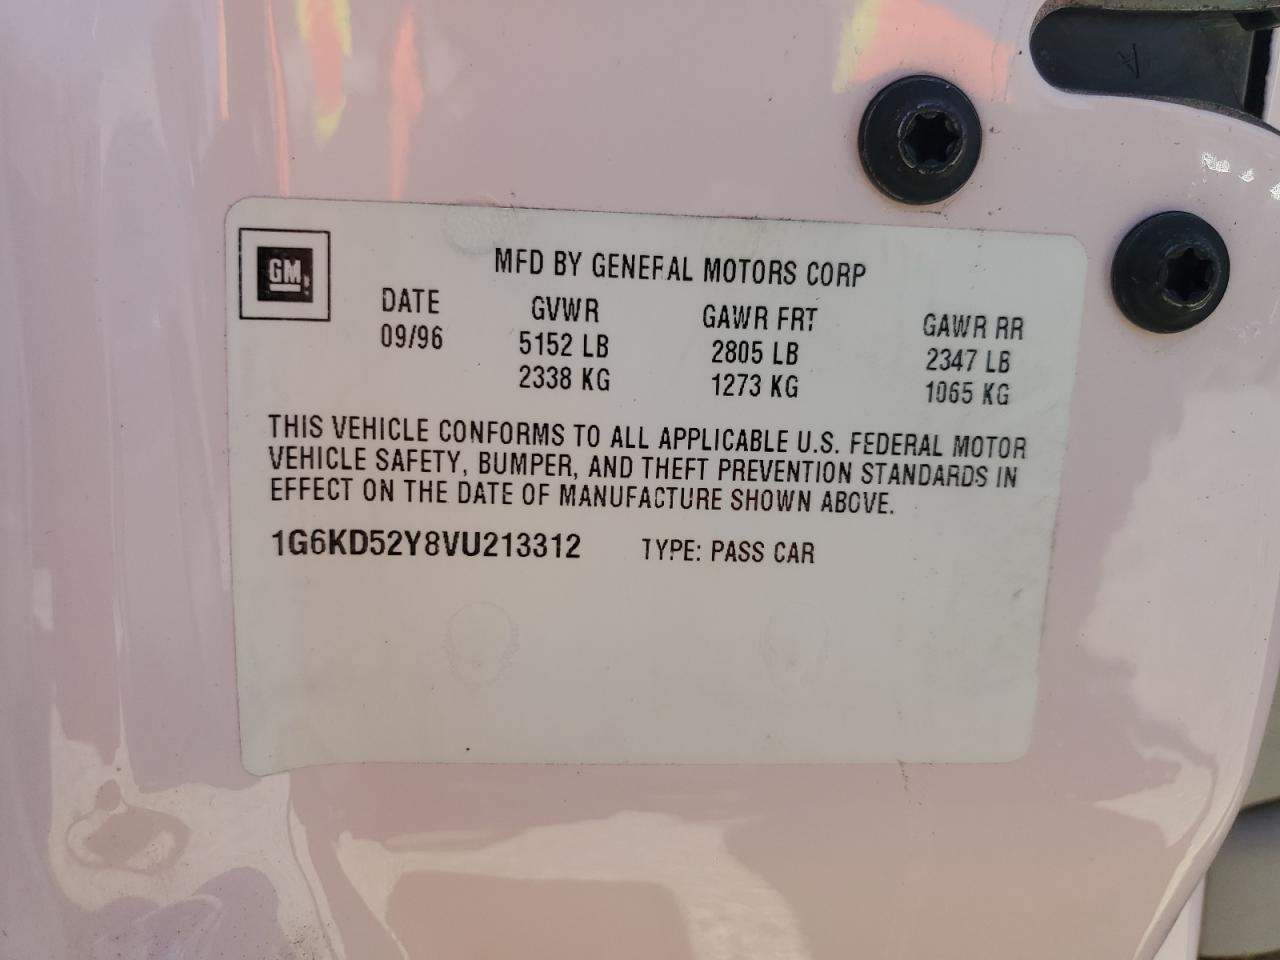 GM
MFD BY GENERAL MOTORS CORP
DATE GVWR GAWR FRT GAWR RR
09/96 5152 LB 2805 LB 2347 LB
2338 KG 1273 KG 1065 KG
THIS VEHICLE CONFORMS TO ALL APPLICABLE U.S. FEDERAL MOTOR
VEHICLE SAFETY, BUMPER, AND THEFT PREVENTION STANDARDS IN
EFFECT ON THE DATE OF MANUFACTURE SHOWN ABOVE.
1G6KD52Y8VU213312 TYPE: PASS CAR